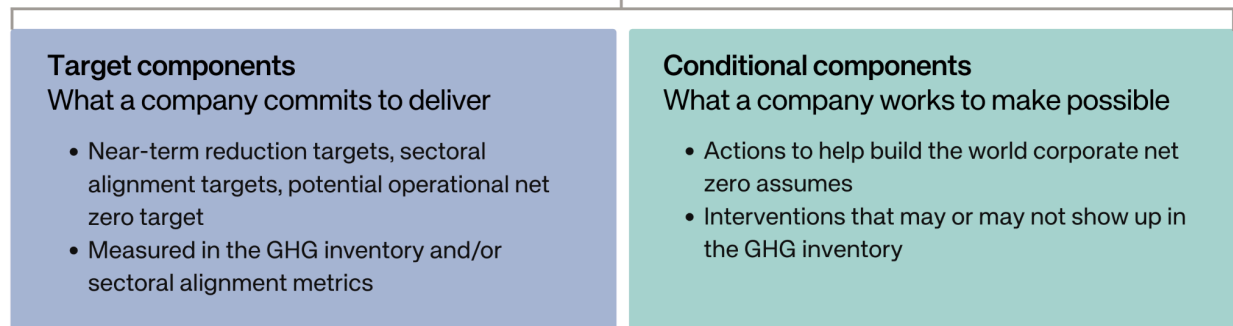 Target components
What a company commits to deliver
• Near-term reduction targets, sectoral
alignment targets, potential operational net
zero target
• Measured in the GHG inventory and/or
sectoral alignment metrics
Conditional components
What a company works to make possible
• Actions to help build the world corporate net
zero assumes
• Interventions that may or may not show up in
the GHG inventory